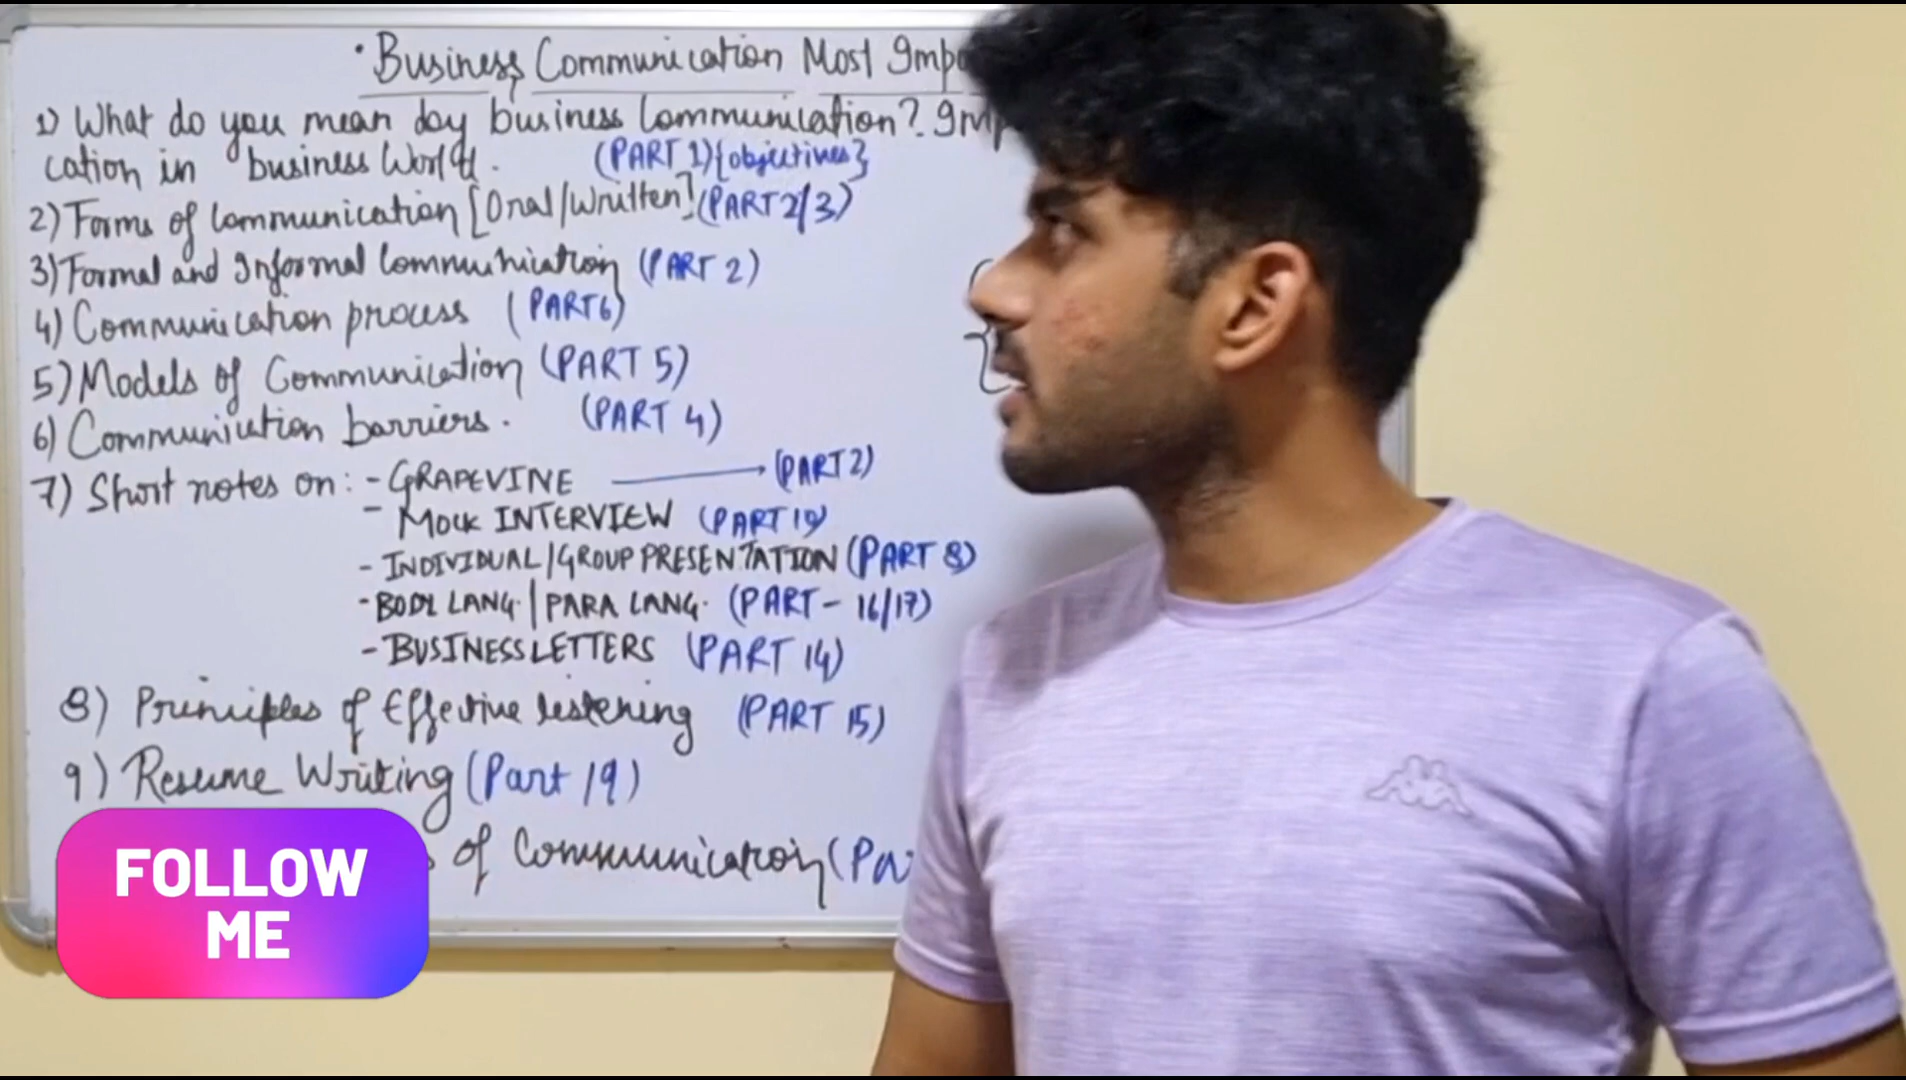 • Business Communication Most Impo
1) What do you mean day business Communication? Imp
cation in business World. (PART 1) {objectives}
2) Forms of Communication [Oral/Written] (PART 2/3)
3) Formal and Informal Communication (PART 2)
4) Communication process (PART 6)
5) Models of Communication (PART 5)
6) Communication barriers. (PART 4)
7) Short notes on: - GRAPEVINE → (PART 2)
- MOCK INTERVIEW (PART 19)
- INDIVIDUAL/GROUP PRESENTATION (PART 8)
- BODY LANG. | PARA LANG. (PART - 16/17)
- BUSINESS LETTERS (PART 14)
8) Principles of Effective listening (PART 15)
9) Resume Writing (Part 19)
of Communication (Pa
FOLLOW
ME